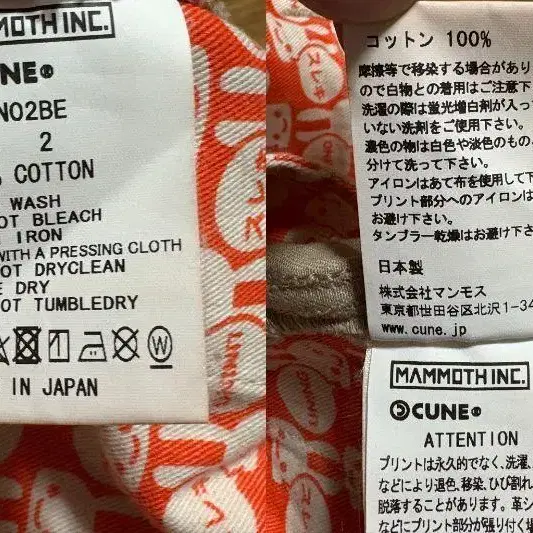 MMOTH INC.
CUNE®
N02BE
2
COTTON
WASH
OT BLEACH
IRON
WITH A PRESSING CLOTH
OT DRYCLEAN
DRY
OT TUMBLEDRY
W
IN JAPAN
スレキ
コットン 100%
摩擦等で移染する場合があり
ので白物との着用はご注意下
洗濯の際は蛍光増白剤が入っ
いない洗剤をご使用下さい。
濃色の物は白色や淡色のもの
分けて洗って下さい。
アイロンはあて布を使用して下
プリント部分へのアイロンは
お避け下さい。
タンブラー乾燥はお避け下さ
日本製
株式会社マンモス
東京都世田谷区北沢1-34
www.cune.jp
MAMMOTH INC.
CUNE®
ATTENTION
プリントは永久的でなく、洗濯、
などにより退色、移染、ひび割れ
脱落することがあります。革シ
などにプリント部分が張り付く場